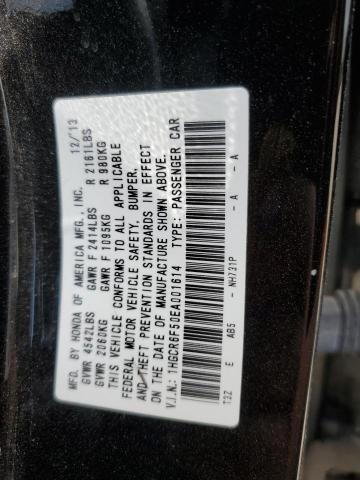 MFD. BY HONDA OF AMERICA MFG., INC. 12/13
GVWR 4542LBS GAWR F 2414LBS R 2161LBS
GVWR 2060KG GAWR F 1095KG R 980KG
THIS VEHICLE CONFORMS TO ALL APPLICABLE
FEDERAL MOTOR VEHICLE SAFETY, BUMPER,
AND THEFT PREVENTION STANDARDS IN EFFECT
ON THE DATE OF MANUFACTURE SHOWN ABOVE.
V.I.N.: 1HGCR6F50EA001614 TYPE: PASSENGER CAR
T3Z E AB5 - NH731P - A - A